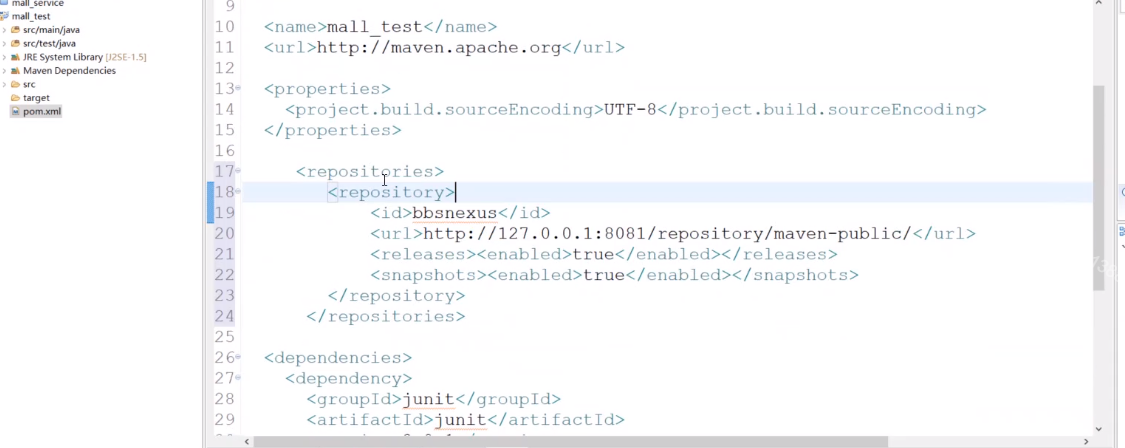 mall_service
mall_test
src/main/java
src/test/java
JRE System Library [J2SE-1.5]
Maven Dependencies
src
target
pom.xml
9
10 <name>mall_test</name>
11 <url>http://maven.apache.org</url>
12
13 <properties>
14 <project.build.sourceEncoding>UTF-8</project.build.sourceEncoding>
15 </properties>
16
17 <repositories>
18 <repository>
19 <id>bbsnexus</id>
20 <url>http://127.0.0.1:8081/repository/maven-public/</url>
21 <releases><enabled>true</enabled></releases>
22 <snapshots><enabled>true</enabled></snapshots>
23 </repository>
24 </repositories>
25
26 <dependencies>
27 <dependency>
28 <groupId>junit</groupId>
29 <artifactId>junit</artifactId>